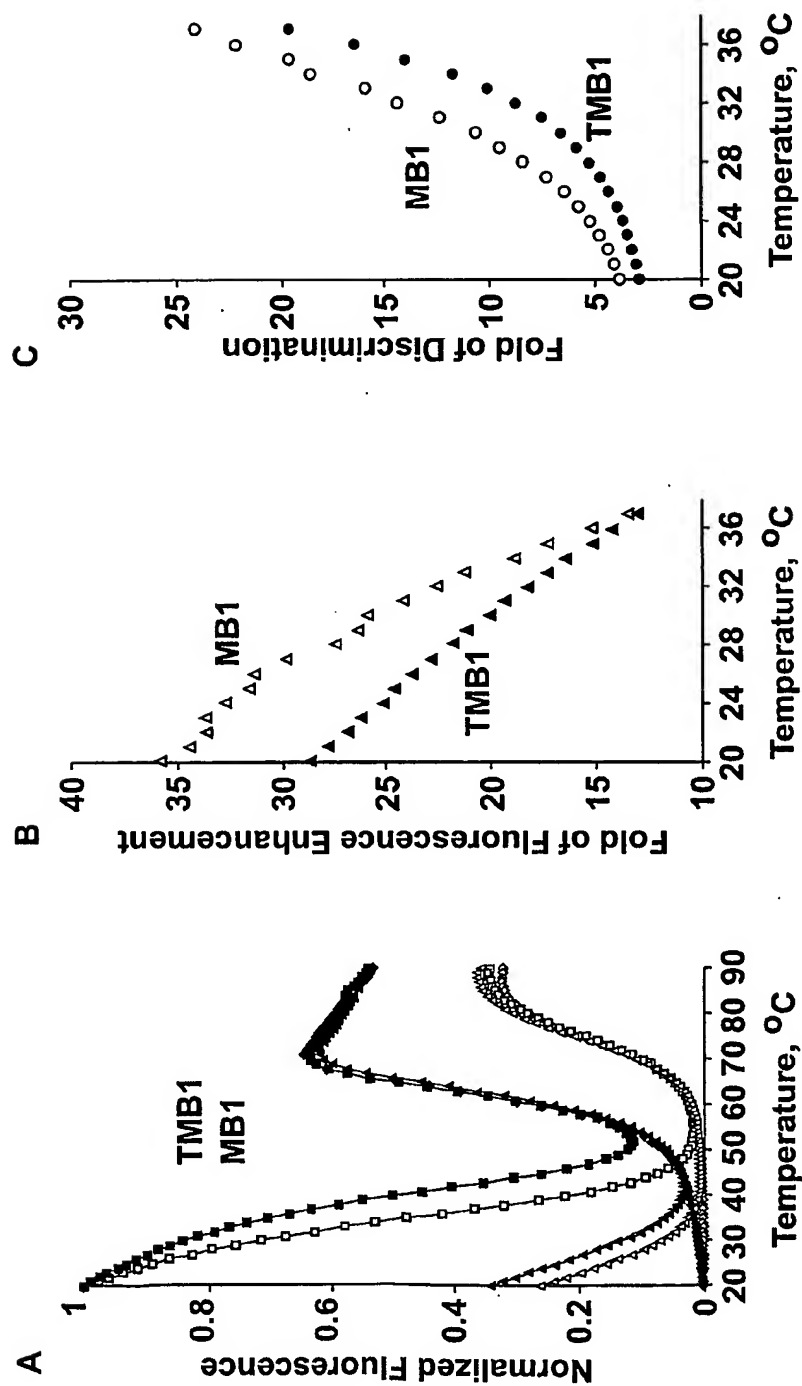 A
Normalized Fluorescence
1
0.8
0.6
0.4
0.2
0
TMB1
MB1
20 30 40 50 60 70 80 90
Temperature, °C
B
Fold of Fluorescence Enhancement
40
35
30
25
20
15
10
MB1
TMB1
20 24 28 32 36
Temperature, °C
C
Fold of Discrimination
30
25
20
15
10
5
0
MB1
TMB1
20 24 28 32 36
Temperature, °C